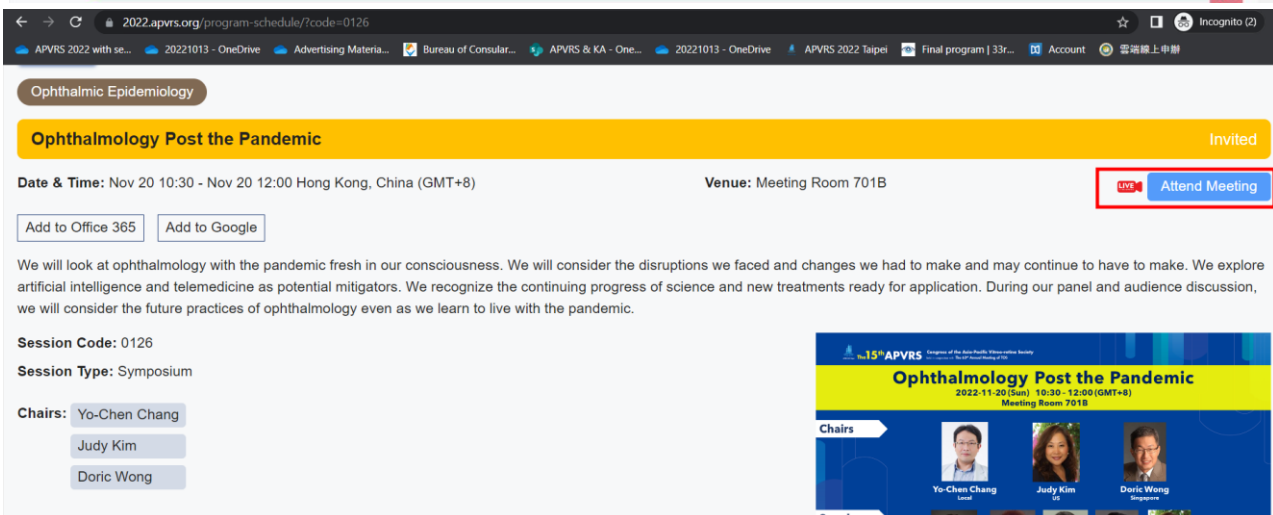 2022.apvrs.org/program-schedule/?code=0126
Incognito (2)
APVRS 2022 with se...
20221013 - OneDrive
Advertising Materia...
Bureau of Consular...
APVRS & KA - One...
20221013 - OneDrive
APVRS 2022 Taipei
Final program | 33r...
Account
雲端線上申辦
Ophthalmic Epidemiology
Ophthalmology Post the Pandemic
Invited
Date & Time: Nov 20 10:30 - Nov 20 12:00 Hong Kong, China (GMT+8)
Venue: Meeting Room 701B
LIVE
Attend Meeting
Add to Office 365
Add to Google
We will look at ophthalmology with the pandemic fresh in our consciousness. We will consider the disruptions we faced and changes we had to make and may continue to have to make. We explore
artificial intelligence and telemedicine as potential mitigators. We recognize the continuing progress of science and new treatments ready for application. During our panel and audience discussion,
we will consider the future practices of ophthalmology even as we learn to live with the pandemic.
Session Code: 0126
Session Type: Symposium
Chairs:
Yo-Chen Chang
Judy Kim
Doric Wong
The 15th APVRS
Congress of the Asia-Pacific Vitreo-retina Society
Ophthalmology Post the Pandemic
2022-11-20 (Sun) 10:30 - 12:00 (GMT+8)
Meeting Room 701B
Chairs
Yo-Chen Chang
Local
Judy Kim
US
Doric Wong
Singapore